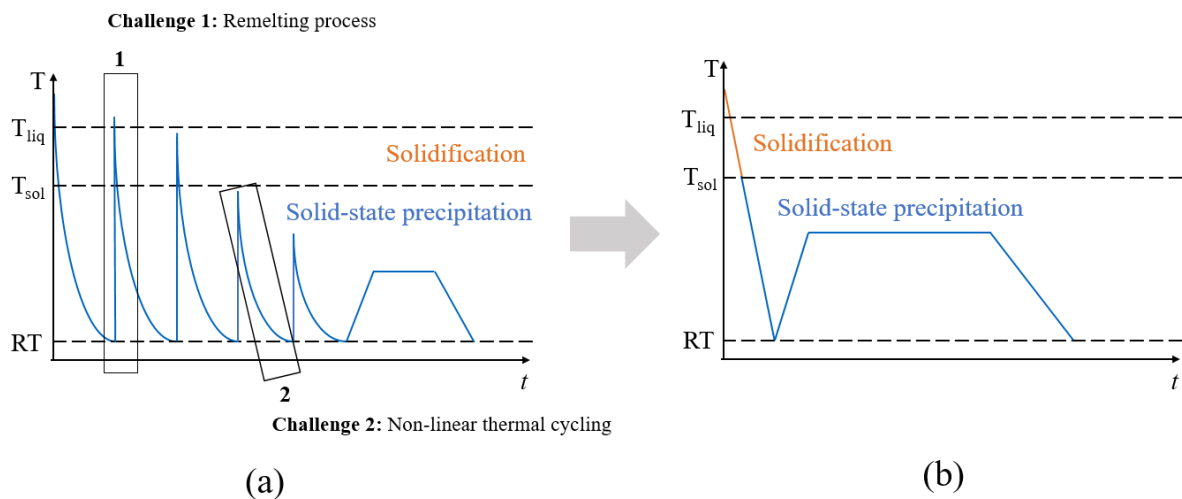 Challenge 1: Remelting process
1
T
T_liq
Solidification
T_sol
Solid-state precipitation
RT
t
2
Challenge 2: Non-linear thermal cycling
(a)
T
T_liq
Solidification
T_sol
Solid-state precipitation
RT
t
(b)